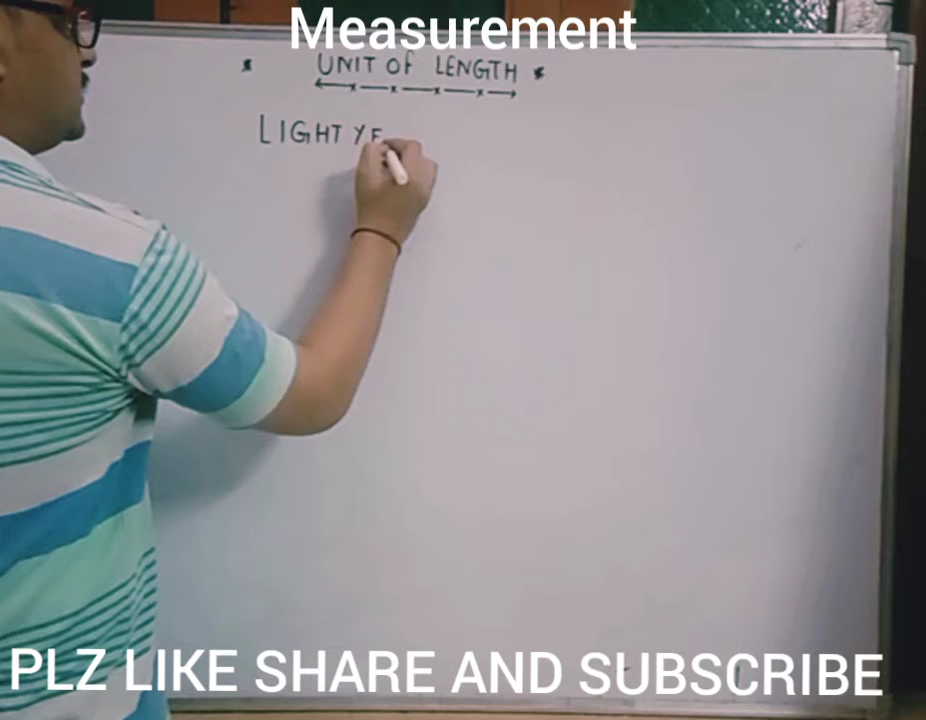 Measurement
* UNIT OF LENGTH *
LIGHT YE
PLZ LIKE SHARE AND SUBSCRIBE